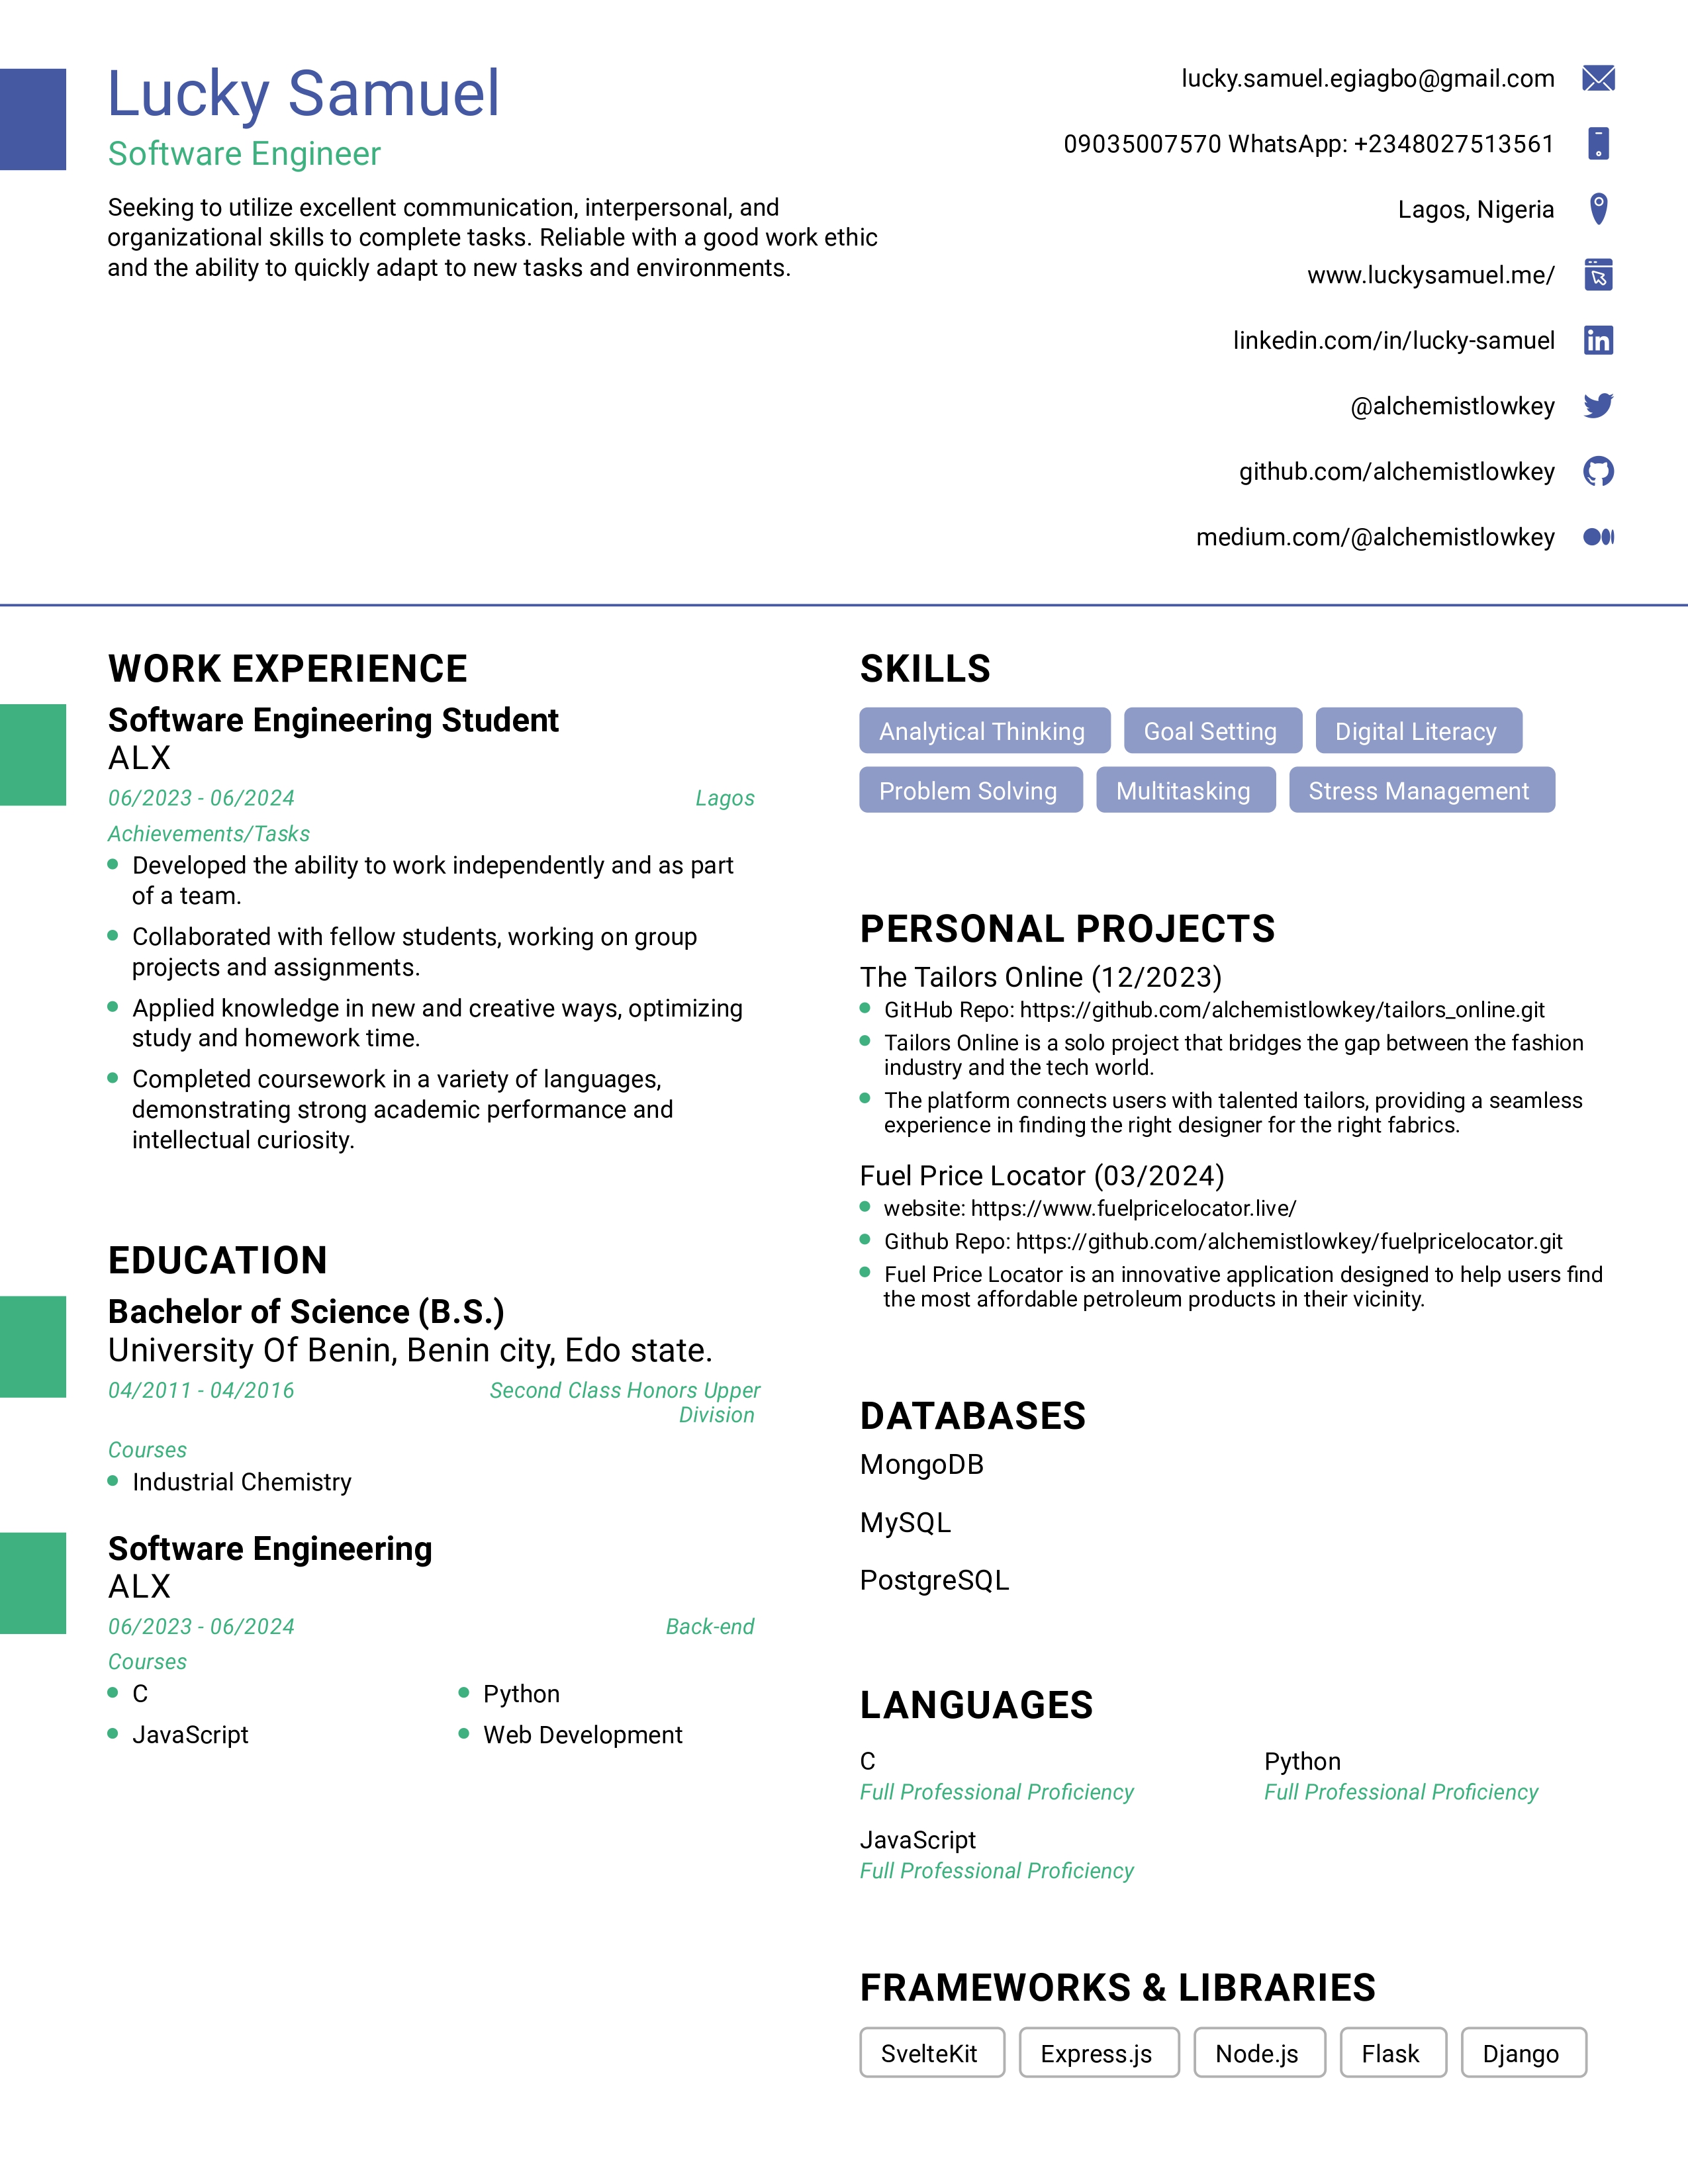 Lucky Samuel
Software Engineer
Seeking to utilize excellent communication, interpersonal, and
organizational skills to complete tasks. Reliable with a good work ethic
and the ability to quickly adapt to new tasks and environments.
lucky.samuel.egiagbo@gmail.com
09035007570 WhatsApp: +2348027513561
Lagos, Nigeria
www.luckysamuel.me/
linkedin.com/in/lucky-samuel
@alchemistlowkey
github.com/alchemistlowkey
medium.com/@alchemistlowkey
WORK EXPERIENCE
Software Engineering Student
ALX
06/2023 - 06/2024 Lagos
Achievements/Tasks
Developed the ability to work independently and as part
of a team.
Collaborated with fellow students, working on group
projects and assignments.
Applied knowledge in new and creative ways, optimizing
study and homework time.
Completed coursework in a variety of languages,
demonstrating strong academic performance and
intellectual curiosity.
EDUCATION
Bachelor of Science (B.S.)
University Of Benin, Benin city, Edo state.
04/2011 - 04/2016 Second Class Honors Upper
Division
Courses
Industrial Chemistry
Software Engineering
ALX
06/2023 - 06/2024 Back-end
Courses
C Python
JavaScript Web Development
SKILLS
Analytical Thinking Goal Setting Digital Literacy
Problem Solving Multitasking Stress Management
PERSONAL PROJECTS
The Tailors Online (12/2023)
GitHub Repo: https://github.com/alchemistlowkey/tailors_online.git
Tailors Online is a solo project that bridges the gap between the fashion
industry and the tech world.
The platform connects users with talented tailors, providing a seamless
experience in finding the right designer for the right fabrics.
Fuel Price Locator (03/2024)
website: https://www.fuelpricelocator.live/
Github Repo: https://github.com/alchemistlowkey/fuelpricelocator.git
Fuel Price Locator is an innovative application designed to help users find
the most affordable petroleum products in their vicinity.
DATABASES
MongoDB
MySQL
PostgreSQL
LANGUAGES
C Python
Full Professional Proficiency Full Professional Proficiency
JavaScript
Full Professional Proficiency
FRAMEWORKS & LIBRARIES
SvelteKit Express.js Node.js Flask Django